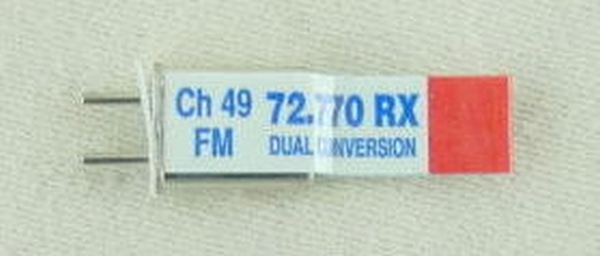 Ch 49 72.770 RX
FM DUAL CONVERSION